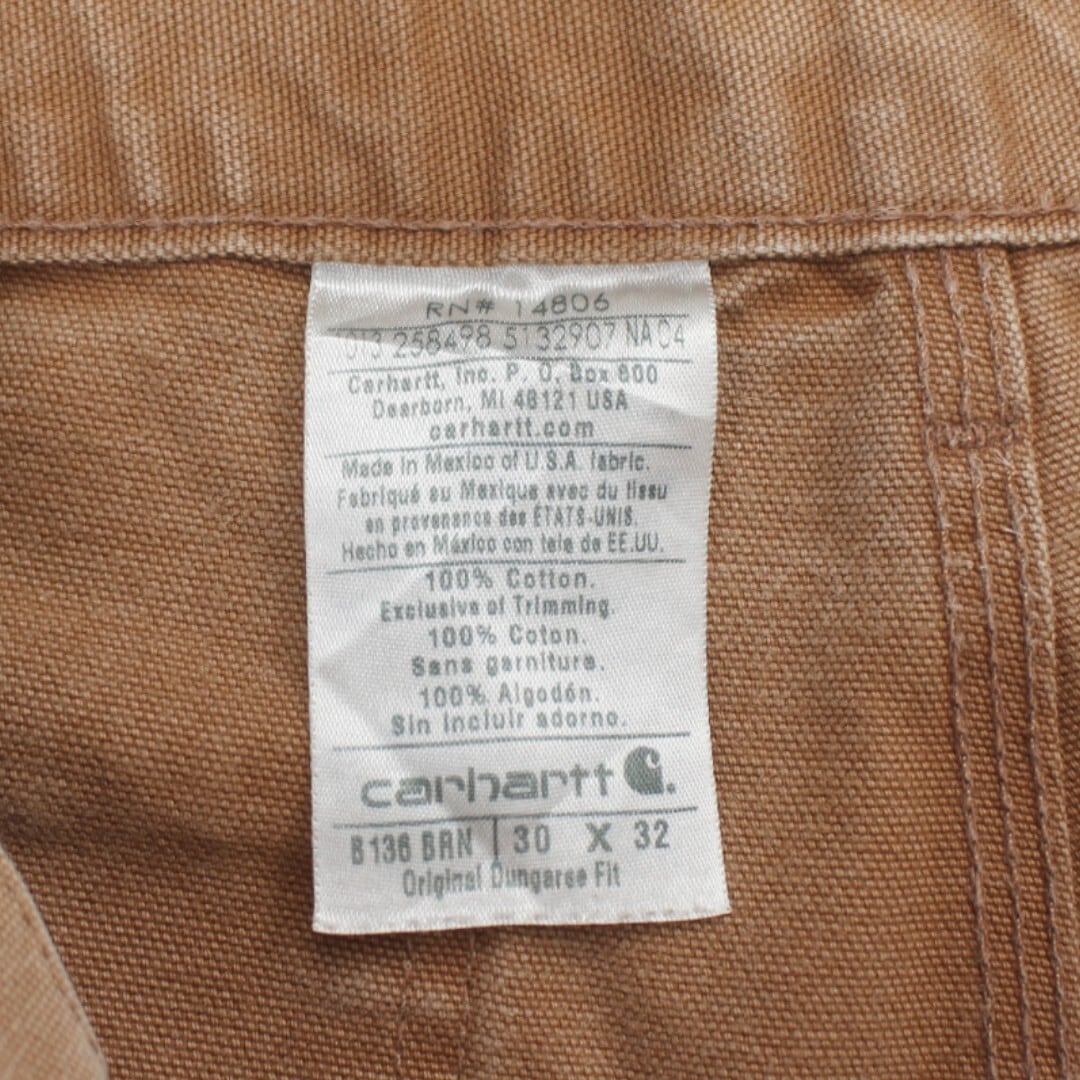 RN# 14806
013 258498 5132907 NA C4
Carhartt, Inc. P. O. Box 600
Dearborn, MI 48121 USA
carhartt.com
Made in Mexico of U.S.A. fabric.
Fabriqué au Mexique avec du tissu
en provenance des ÉTATS-UNIS.
Hecho en México con tela de EE.UU.
100% Cotton.
Exclusive of Trimming.
100% Coton.
Sans garniture.
100% Algodón.
Sin incluir adorno.
carhartt
B136 BRN | 30 X 32
Original Dungaree Fit